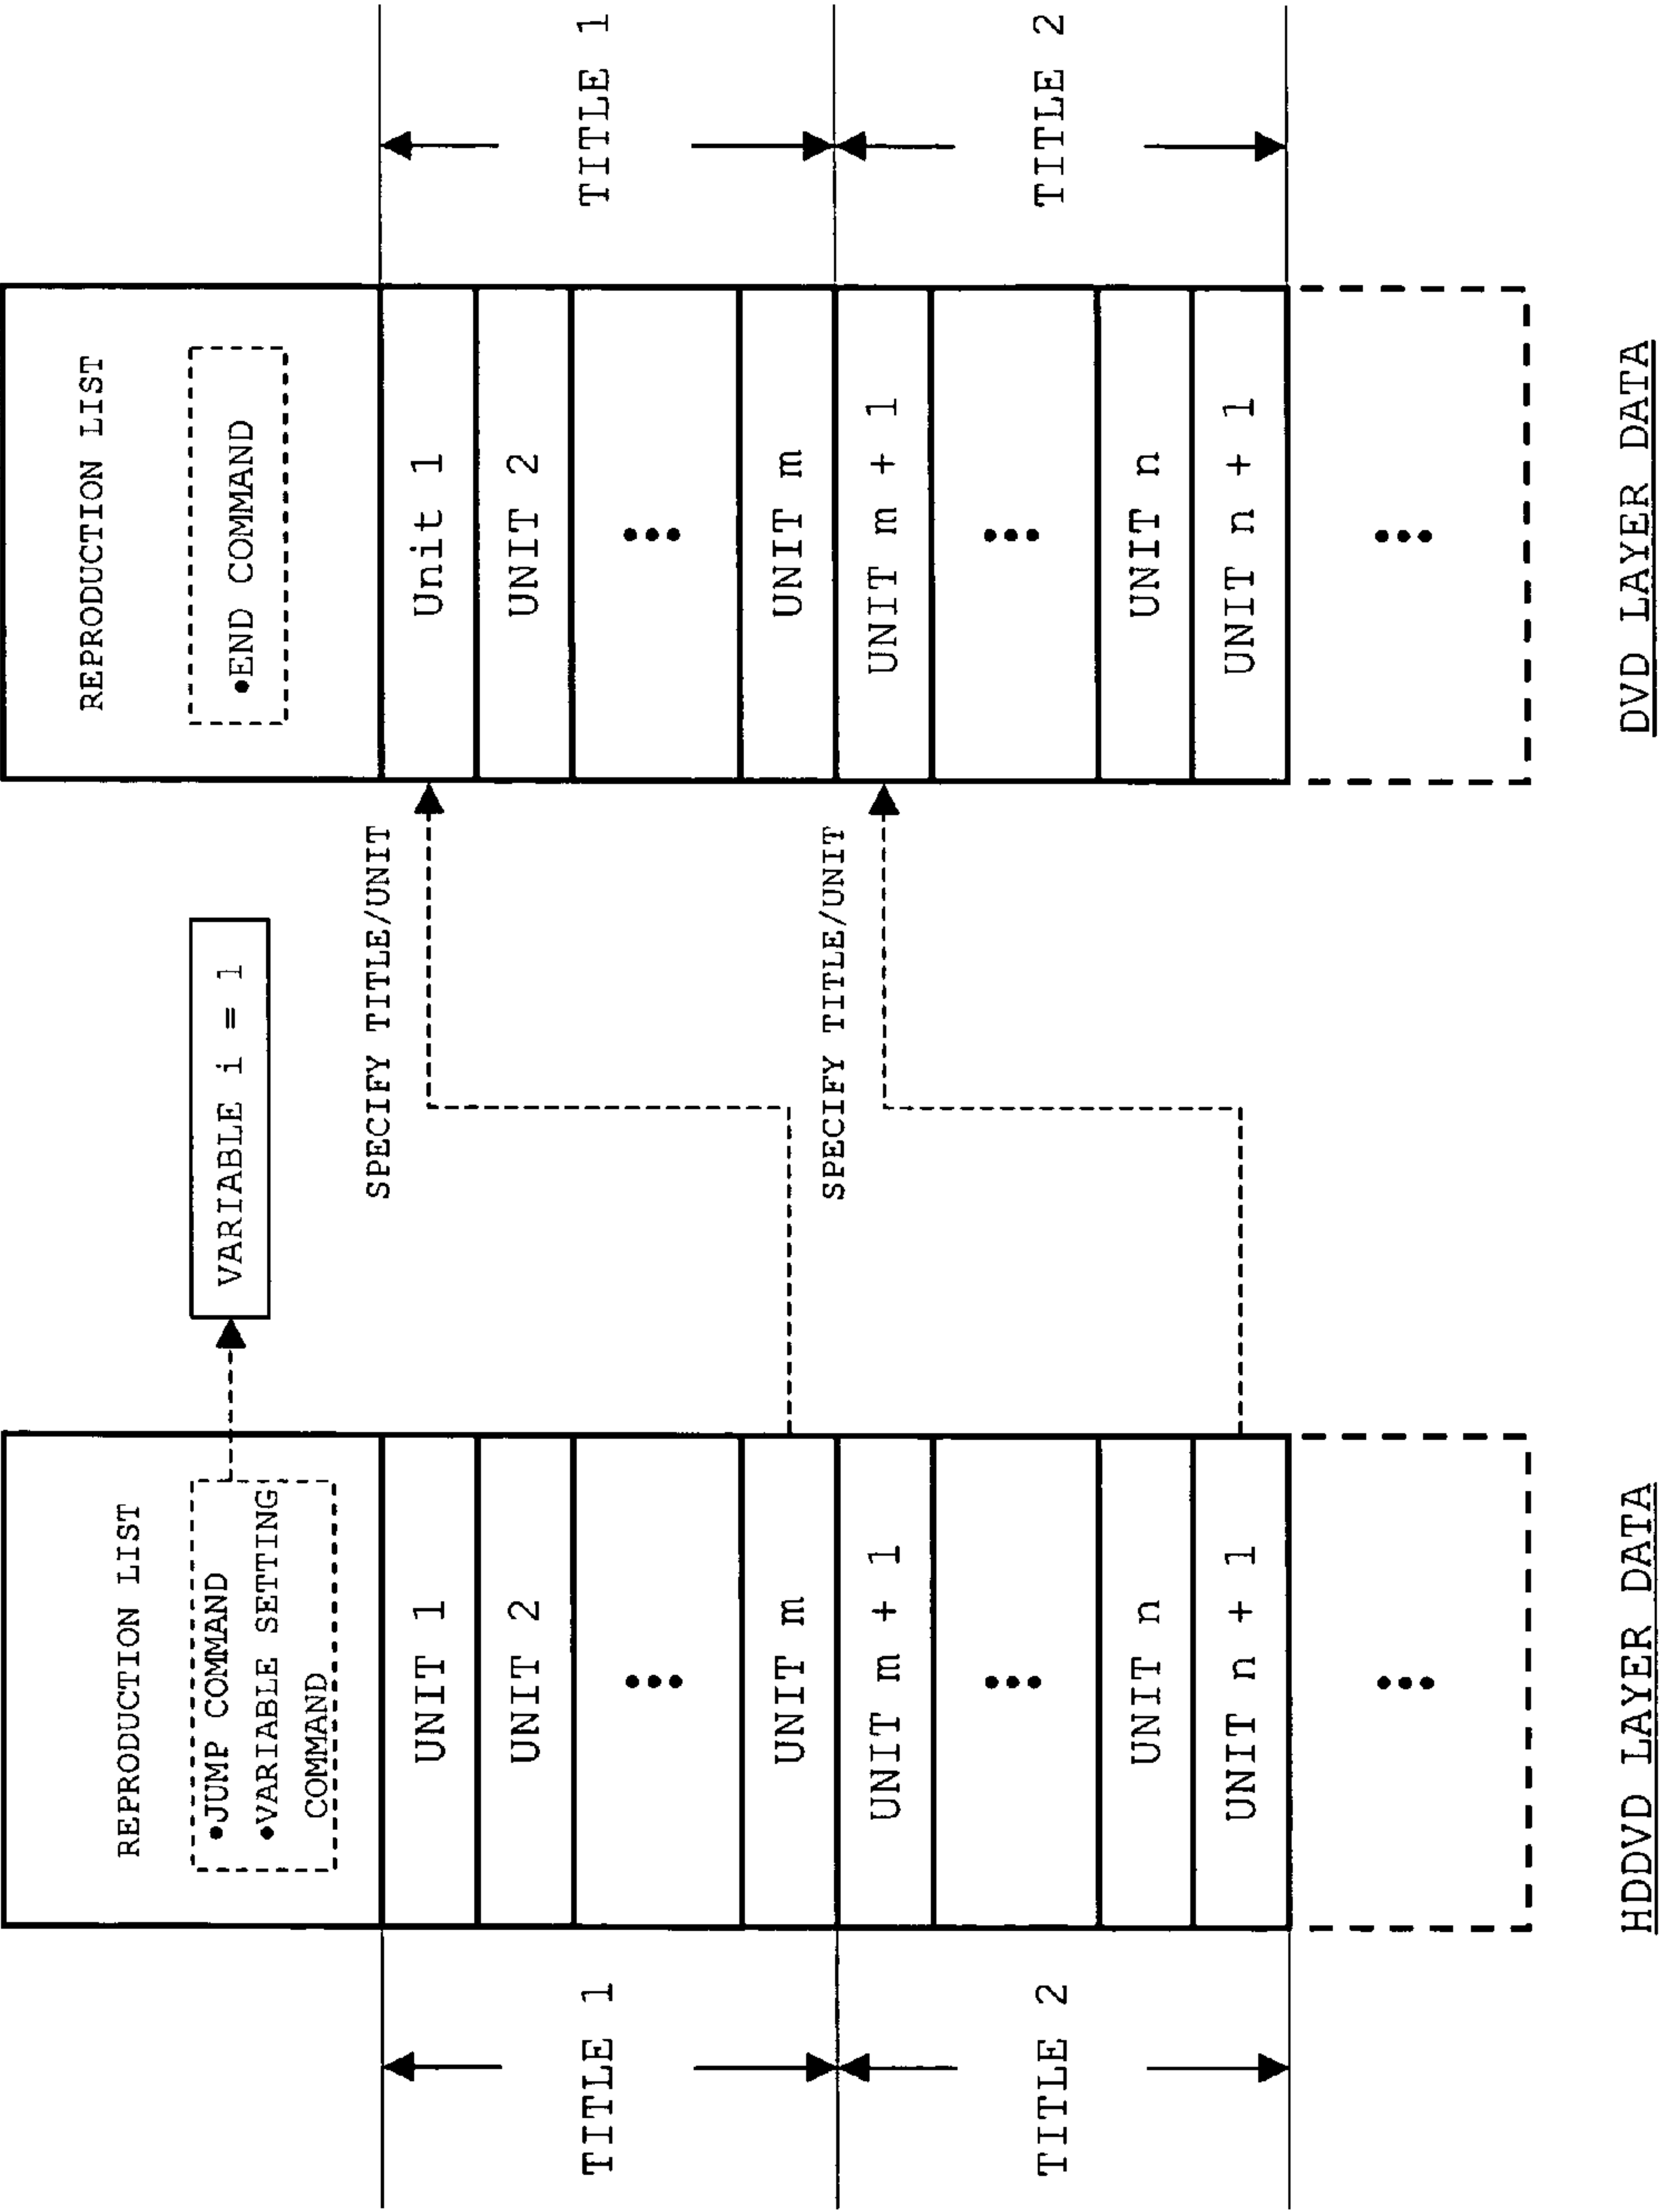 REPRODUCTION LIST
•JUMP COMMAND
•VARIABLE SETTING
COMMAND
UNIT 1
UNIT 2
•••
UNIT m
UNIT m + 1
•••
UNIT n
UNIT n + 1
•••
TITLE 1
TITLE 2
HDDVD LAYER DATA
VARIABLE i = 1
SPECIFY TITLE/UNIT
SPECIFY TITLE/UNIT
REPRODUCTION LIST
•END COMMAND
Unit 1
UNIT 2
•••
UNIT m
UNIT m + 1
•••
UNIT n
UNIT n + 1
•••
TITLE 1
TITLE 2
DVD LAYER DATA